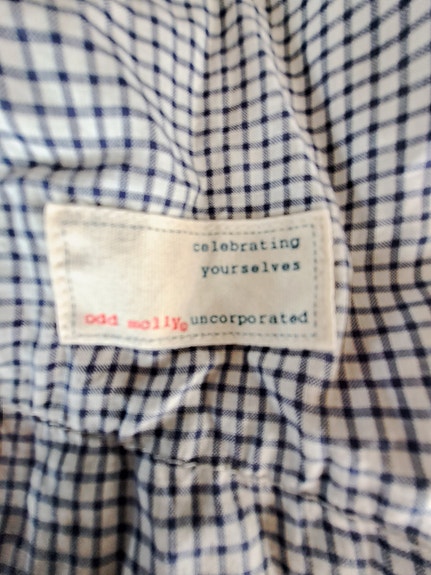 celebrating
yourselves
odd molly® uncorporated